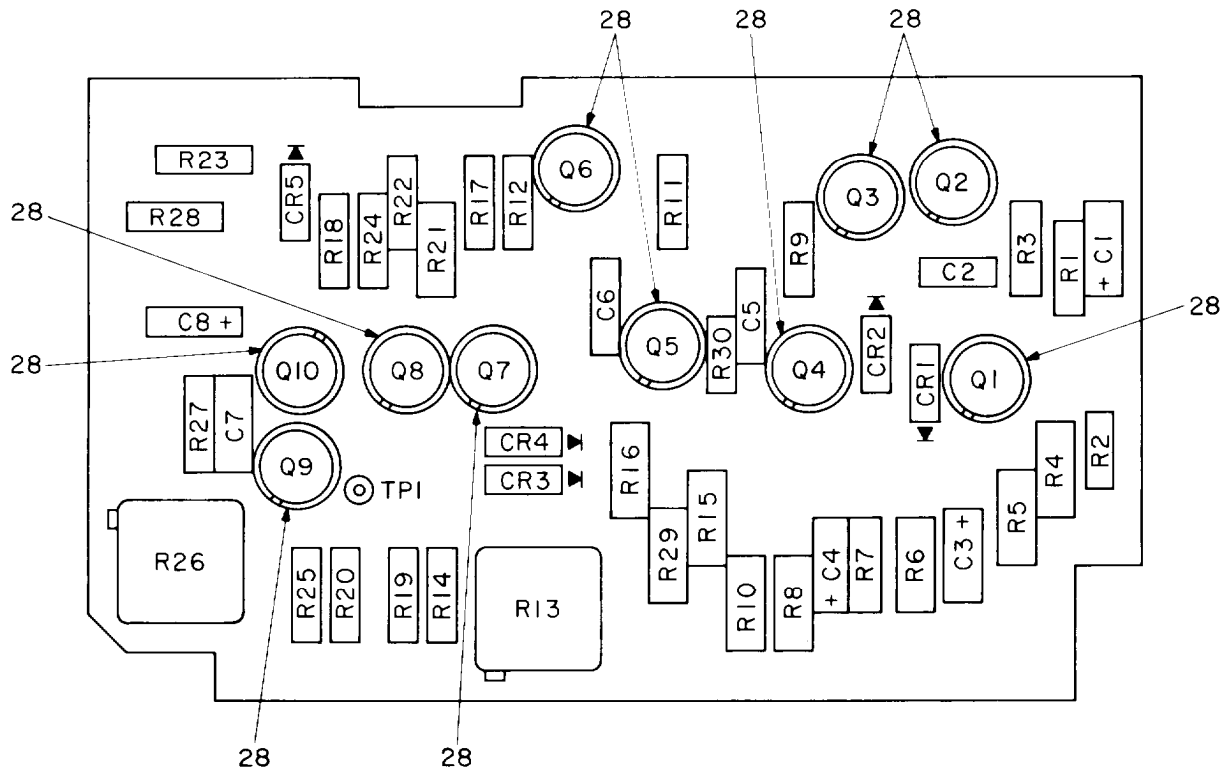 28
28
28
R23
CR5
R22
R17
R12
Q6
R11
Q3
Q2
28
R28
R18
R24
R21
R9
R3
R1
+ C1
C2
C6
C5
28
28
C8 +
Q10
Q8
Q7
Q5
R30
Q4
CR2
CR1
Q1
R27
C7
Q9
TP1
CR4
CR3
R16
R15
R29
R4
R2
R5
R26
R25
R20
R19
R14
R13
R10
R8
+ C4
R7
R6
C3 +
28
28